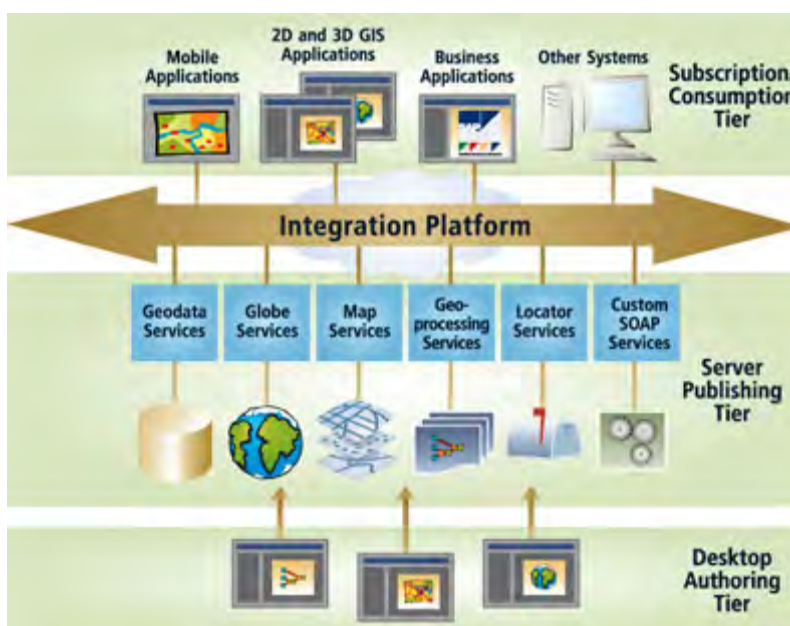 Mobile
Applications
2D and 3D GIS
Applications
Business
Applications
Other Systems
Subscription/
Consumption
Tier
Integration Platform
Geodata
Services
Globe
Services
Map
Services
Geo-
processing
Services
Locator
Services
Custom
SOAP
Services
Server
Publishing
Tier
Desktop
Authoring
Tier